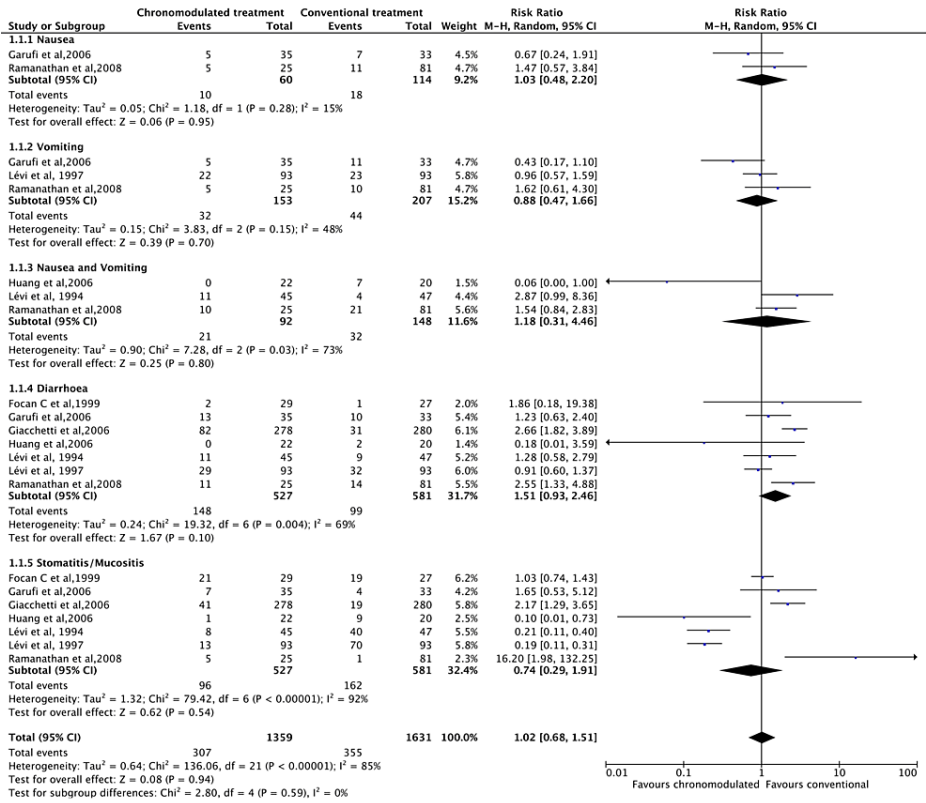 Chronomodulated treatment Conventional treatment Risk Ratio Risk Ratio
Study or Subgroup Events Total Events Total Weight M-H, Random, 95% CI M-H, Random, 95% CI
1.1.1 Nausea
Garufi et al,2006 5 35 7 33 4.5% 0.67 [0.24, 1.91]
Ramanathan et al,2008 5 25 11 81 4.7% 1.47 [0.57, 3.84]
Subtotal (95% CI) 60 114 9.2% 1.03 [0.48, 2.20]
Total events 10 18
Heterogeneity: Tau² = 0.05; Chi² = 1.18, df = 1 (P = 0.28); I² = 15%
Test for overall effect: Z = 0.06 (P = 0.95)
1.1.2 Vomiting
Garufi et al,2006 5 35 11 33 4.7% 0.43 [0.17, 1.10]
Lévi et al, 1997 22 93 23 93 5.8% 0.96 [0.57, 1.59]
Ramanathan et al,2008 5 25 10 81 4.7% 1.62 [0.61, 4.30]
Subtotal (95% CI) 153 207 15.2% 0.88 [0.47, 1.66]
Total events 32 44
Heterogeneity: Tau² = 0.15; Chi² = 3.83, df = 2 (P = 0.15); I² = 48%
Test for overall effect: Z = 0.39 (P = 0.70)
1.1.3 Nausea and Vomiting
Huang et al,2006 0 22 7 20 1.5% 0.06 [0.00, 1.00]
Lévi et al, 1994 11 45 4 47 4.4% 2.87 [0.99, 8.36]
Ramanathan et al,2008 10 25 21 81 5.6% 1.54 [0.84, 2.83]
Subtotal (95% CI) 92 148 11.6% 1.18 [0.31, 4.46]
Total events 21 32
Heterogeneity: Tau² = 0.90; Chi² = 7.28, df = 2 (P = 0.03); I² = 73%
Test for overall effect: Z = 0.25 (P = 0.80)
1.1.4 Diarrhoea
Focan C et al,1999 2 29 1 27 2.0% 1.86 [0.18, 19.38]
Garufi et al,2006 13 35 10 33 5.4% 1.23 [0.63, 2.40]
Giacchetti et al,2006 82 278 31 280 6.1% 2.66 [1.82, 3.89]
Huang et al,2006 0 22 2 20 1.4% 0.18 [0.01, 3.59]
Lévi et al, 1994 11 45 9 47 5.2% 1.28 [0.58, 2.79]
Lévi et al, 1997 29 93 32 93 6.0% 0.91 [0.60, 1.37]
Ramanathan et al,2008 11 25 14 81 5.5% 2.55 [1.33, 4.88]
Subtotal (95% CI) 527 581 31.7% 1.51 [0.93, 2.46]
Total events 148 99
Heterogeneity: Tau² = 0.24; Chi² = 19.32, df = 6 (P = 0.004); I² = 69%
Test for overall effect: Z = 1.67 (P = 0.10)
1.1.5 Stomatitis/Mucositis
Focan C et al,1999 21 29 19 27 6.2% 1.03 [0.74, 1.43]
Garufi et al,2006 7 35 4 33 4.2% 1.65 [0.53, 5.12]
Giacchetti et al,2006 41 278 19 280 5.8% 2.17 [1.29, 3.65]
Huang et al,2006 1 22 9 20 2.5% 0.10 [0.01, 0.73]
Lévi et al, 1994 8 45 40 47 5.5% 0.21 [0.11, 0.40]
Lévi et al, 1997 13 93 70 93 5.8% 0.19 [0.11, 0.31]
Ramanathan et al,2008 5 25 1 81 2.3% 16.20 [1.98, 132.25]
Subtotal (95% CI) 527 581 32.4% 0.74 [0.29, 1.91]
Total events 96 162
Heterogeneity: Tau² = 1.32; Chi² = 79.42, df = 6 (P < 0.00001); I² = 92%
Test for overall effect: Z = 0.62 (P = 0.54)
Total (95% CI) 1359 1631 100.0% 1.02 [0.68, 1.51]
Total events 307 355
Heterogeneity: Tau² = 0.64; Chi² = 136.06, df = 21 (P < 0.00001); I² = 85%
Test for overall effect: Z = 0.08 (P = 0.94)
Test for subgroup differences: Chi² = 2.80, df = 4 (P = 0.59), I² = 0%
0.01 0.1 1 10 100
Favours chronomodulated Favours conventional